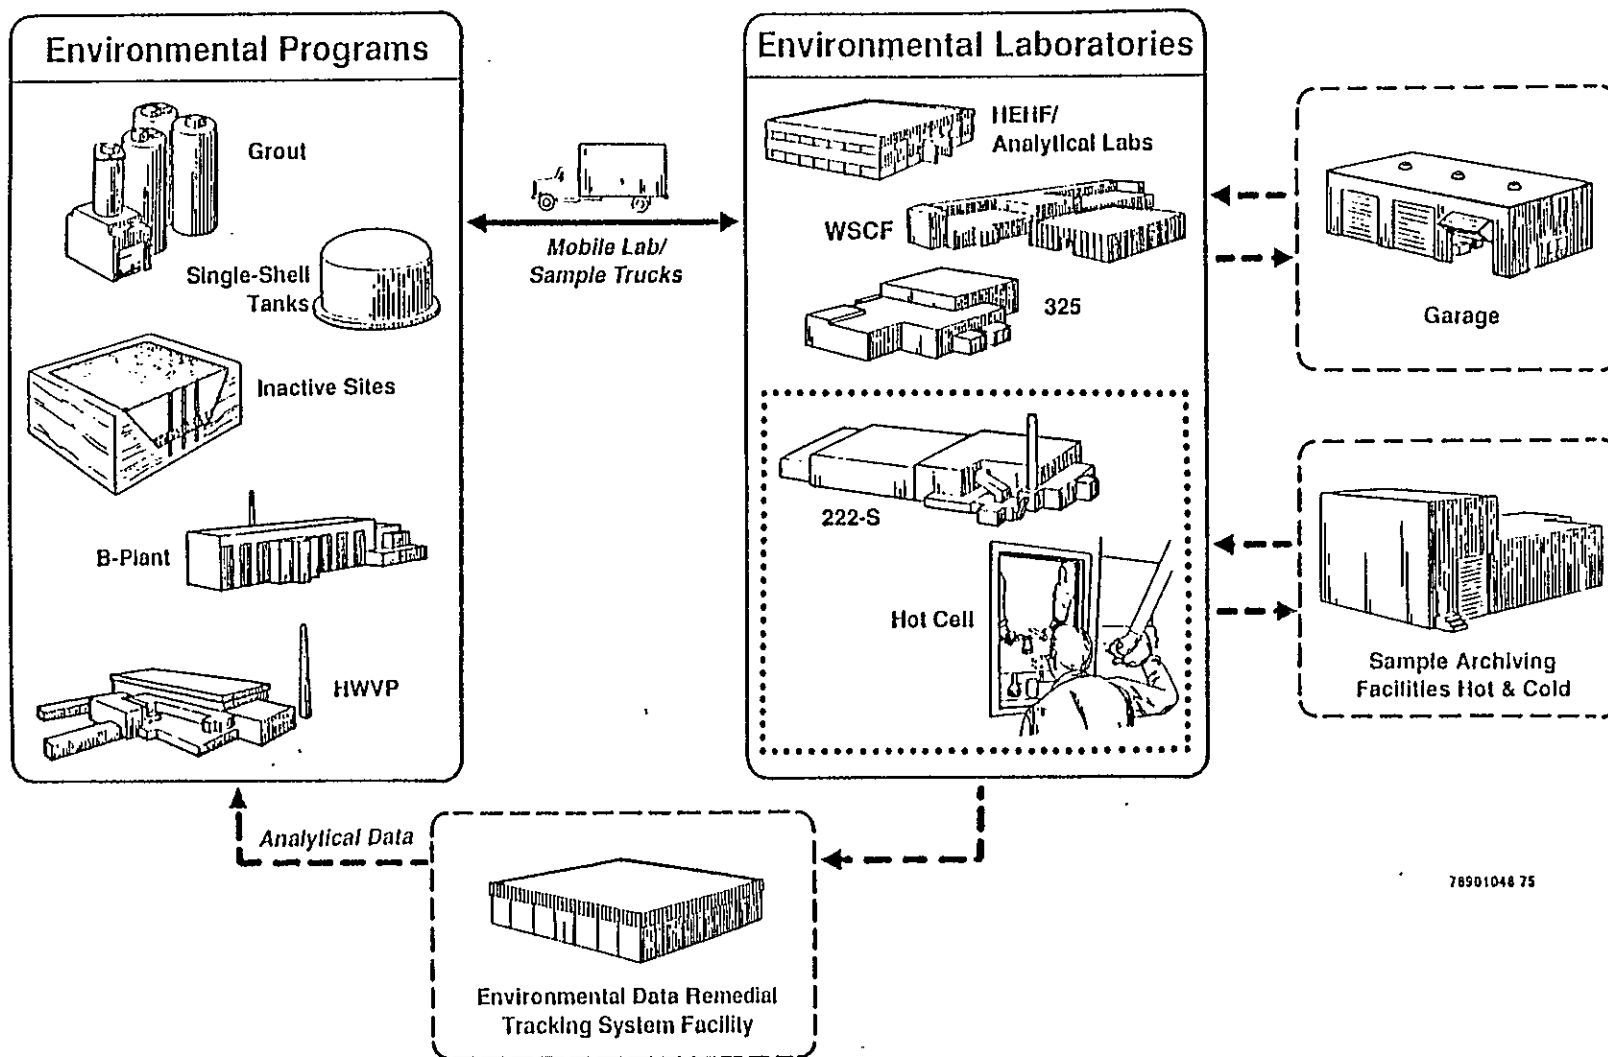 Environmental Programs
Grout
Single-Shell
Tanks
Inactive Sites
B-Plant
HWVP
Mobile Lab/
Sample Trucks
Environmental Laboratories
HEHF/
Analytical Labs
WSCF
325
222-S
Hot Cell
Garage
Sample Archiving
Facilities Hot & Cold
Analytical Data
Environmental Data Remedial
Tracking System Facility
78901048 75